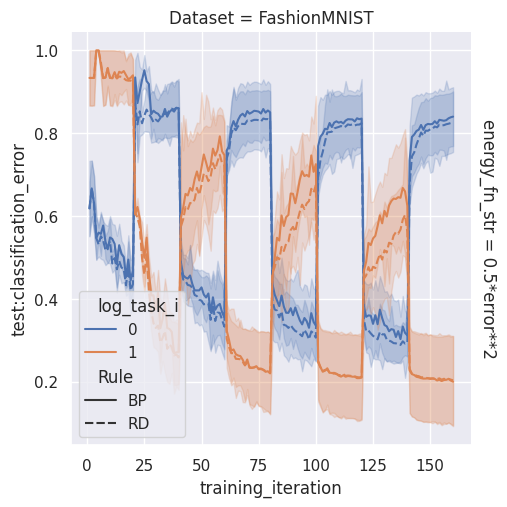 Dataset = FashionMNIST
test:classification_error
1.0
0.8
0.6
0.4
0.2
log_task_i
0
1
Rule
BP
RD
0
25
50
75
100
125
150
training_iteration
energy_fn_str = 0.5*error**2